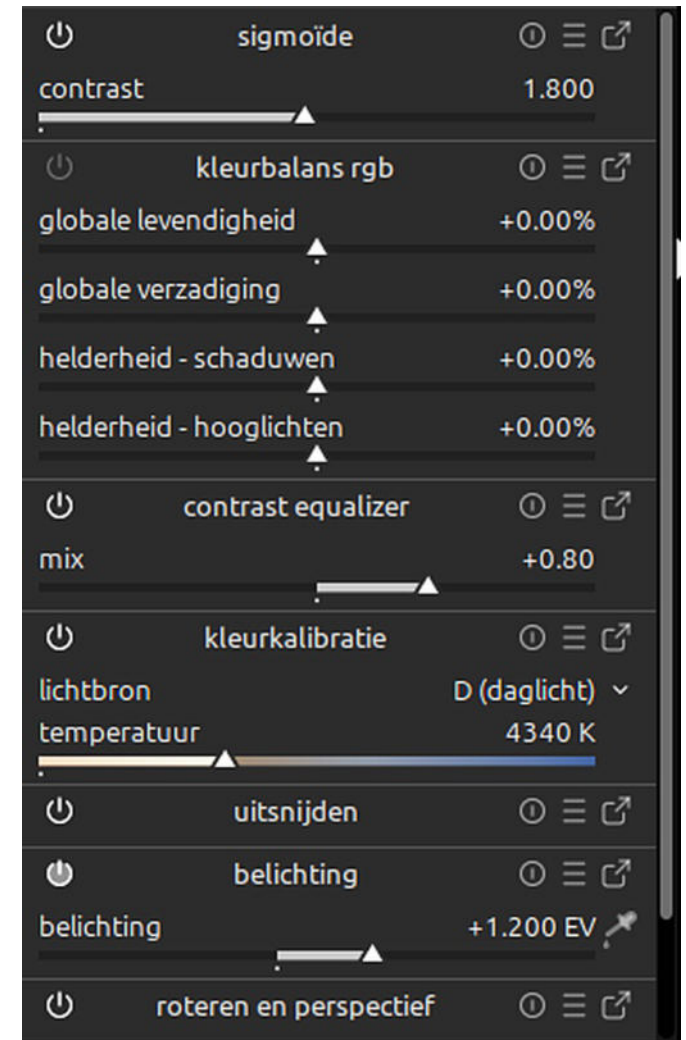 sigmoïde
contrast 1.800
kleurbalans rgb
globale levendigheid +0.00%
globale verzadiging +0.00%
helderheid - schaduwen +0.00%
helderheid - hooglichten +0.00%
contrast equalizer
mix +0.80
kleurkalibratie
lichtbron D (daglicht)
temperatuur 4340 K
uitsnijden
belichting
belichting +1.200 EV
roteren en perspectief